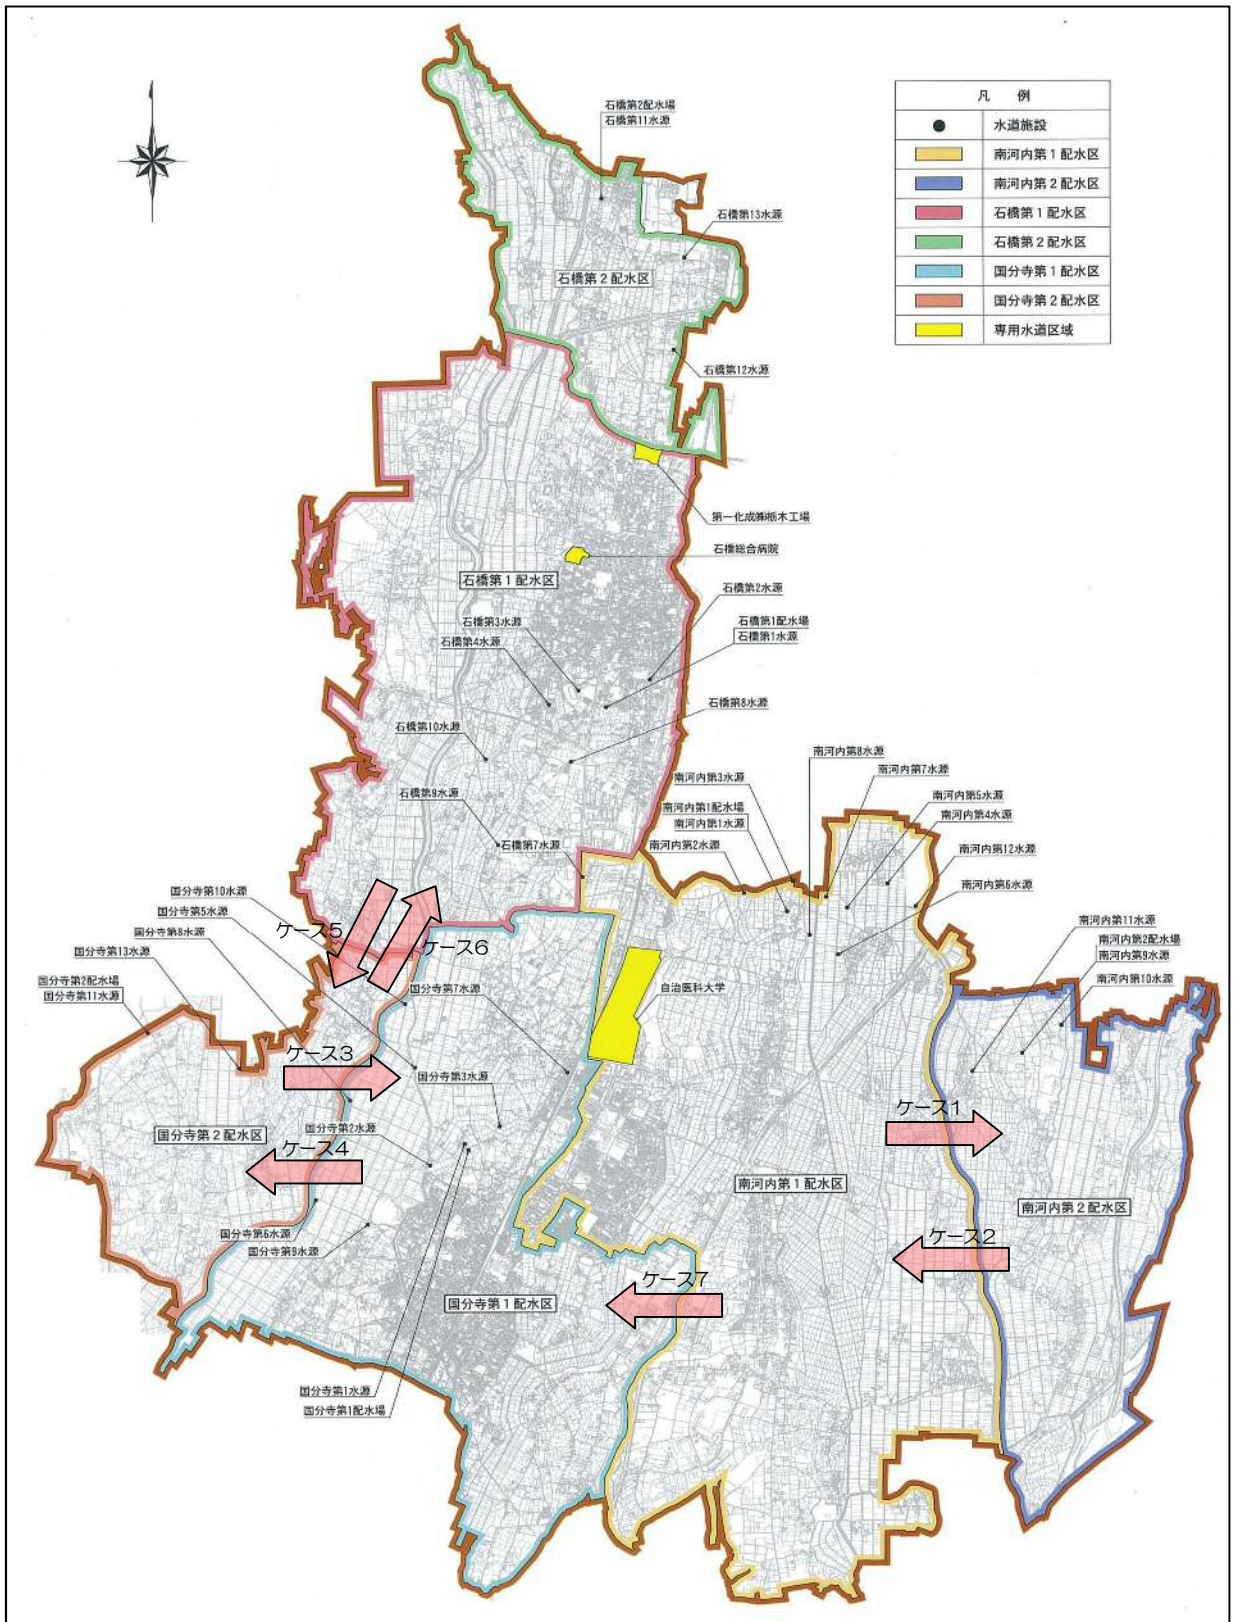 石橋第2配水場
石橋第11水源
凡 例
水道施設
南河内第1配水区
南河内第2配水区
石橋第1配水区
石橋第2配水区
国分寺第1配水区
国分寺第2配水区
専用水道区域
石橋第13水源
石橋第2配水区
石橋第12水源
第一化成㈱栃木工場
石橋総合病院
石橋第1配水区
石橋第2水源
石橋第3水源
石橋第1配水場
石橋第1水源
石橋第4水源
石橋第8水源
石橋第10水源
石橋第9水源
石橋第7水源
南河内第8水源
南河内第3水源
南河内第7水源
南河内第1配水場
南河内第1水源
南河内第2水源
南河内第5水源
南河内第4水源
南河内第12水源
南河内第6水源
南河内第11水源
南河内第2配水場
南河内第9水源
南河内第10水源
国分寺第10水源
国分寺第5水源
国分寺第8水源
国分寺第13水源
国分寺第2配水場
国分寺第11水源
ケース5
ケース6
国分寺第7水源
自治医科大学
ケース3
国分寺第3水源
ケース1
国分寺第2水源
国分寺第2配水区
ケース4
南河内第1配水区
南河内第2配水区
国分寺第6水源
国分寺第9水源
ケース2
ケース7
国分寺第1配水区
国分寺第1水源
国分寺第1配水場